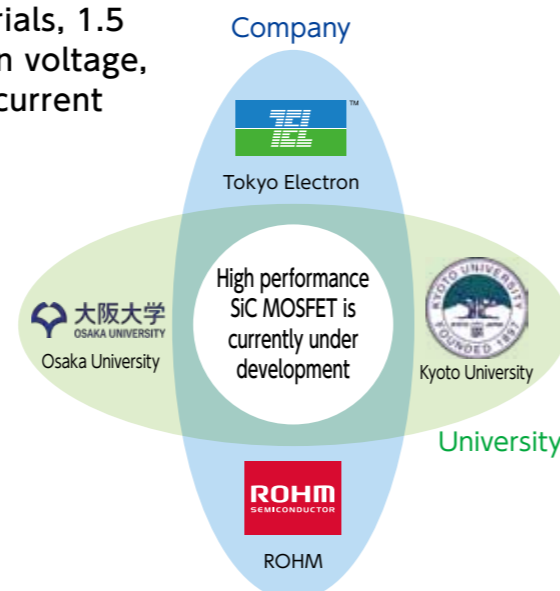 rials, 1.5
n voltage,
current
Company
TEL
TM
Tokyo Electron
High performance
SiC MOSFET is
currently under
development
大阪大学
OSAKA UNIVERSITY
Osaka University
KYOTO UNIVERSITY
FOUNDED 1897
Kyoto University
University
ROHM
SEMICONDUCTOR
ROHM